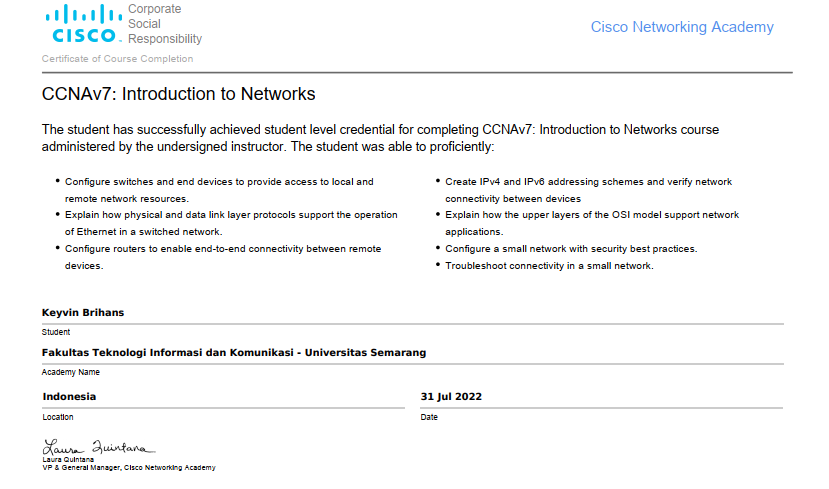 Corporate
Social
Responsibility
CISCO.
Cisco Networking Academy
Certificate of Course Completion
CCNAv7: Introduction to Networks
The student has successfully achieved student level credential for completing CCNAv7: Introduction to Networks course
administered by the undersigned instructor. The student was able to proficiently:
• Configure switches and end devices to provide access to local and
remote network resources.
• Explain how physical and data link layer protocols support the operation
of Ethernet in a switched network.
• Configure routers to enable end-to-end connectivity between remote
devices.
• Create IPv4 and IPv6 addressing schemes and verify network
connectivity between devices
• Explain how the upper layers of the OSI model support network
applications.
• Configure a small network with security best practices.
• Troubleshoot connectivity in a small network.
Keyvin Brihans
Student
Fakultas Teknologi Informasi dan Komunikasi - Universitas Semarang
Academy Name
Indonesia
Location
31 Jul 2022
Date
Laura Quintana
Laura Quintana
VP & General Manager, Cisco Networking Academy